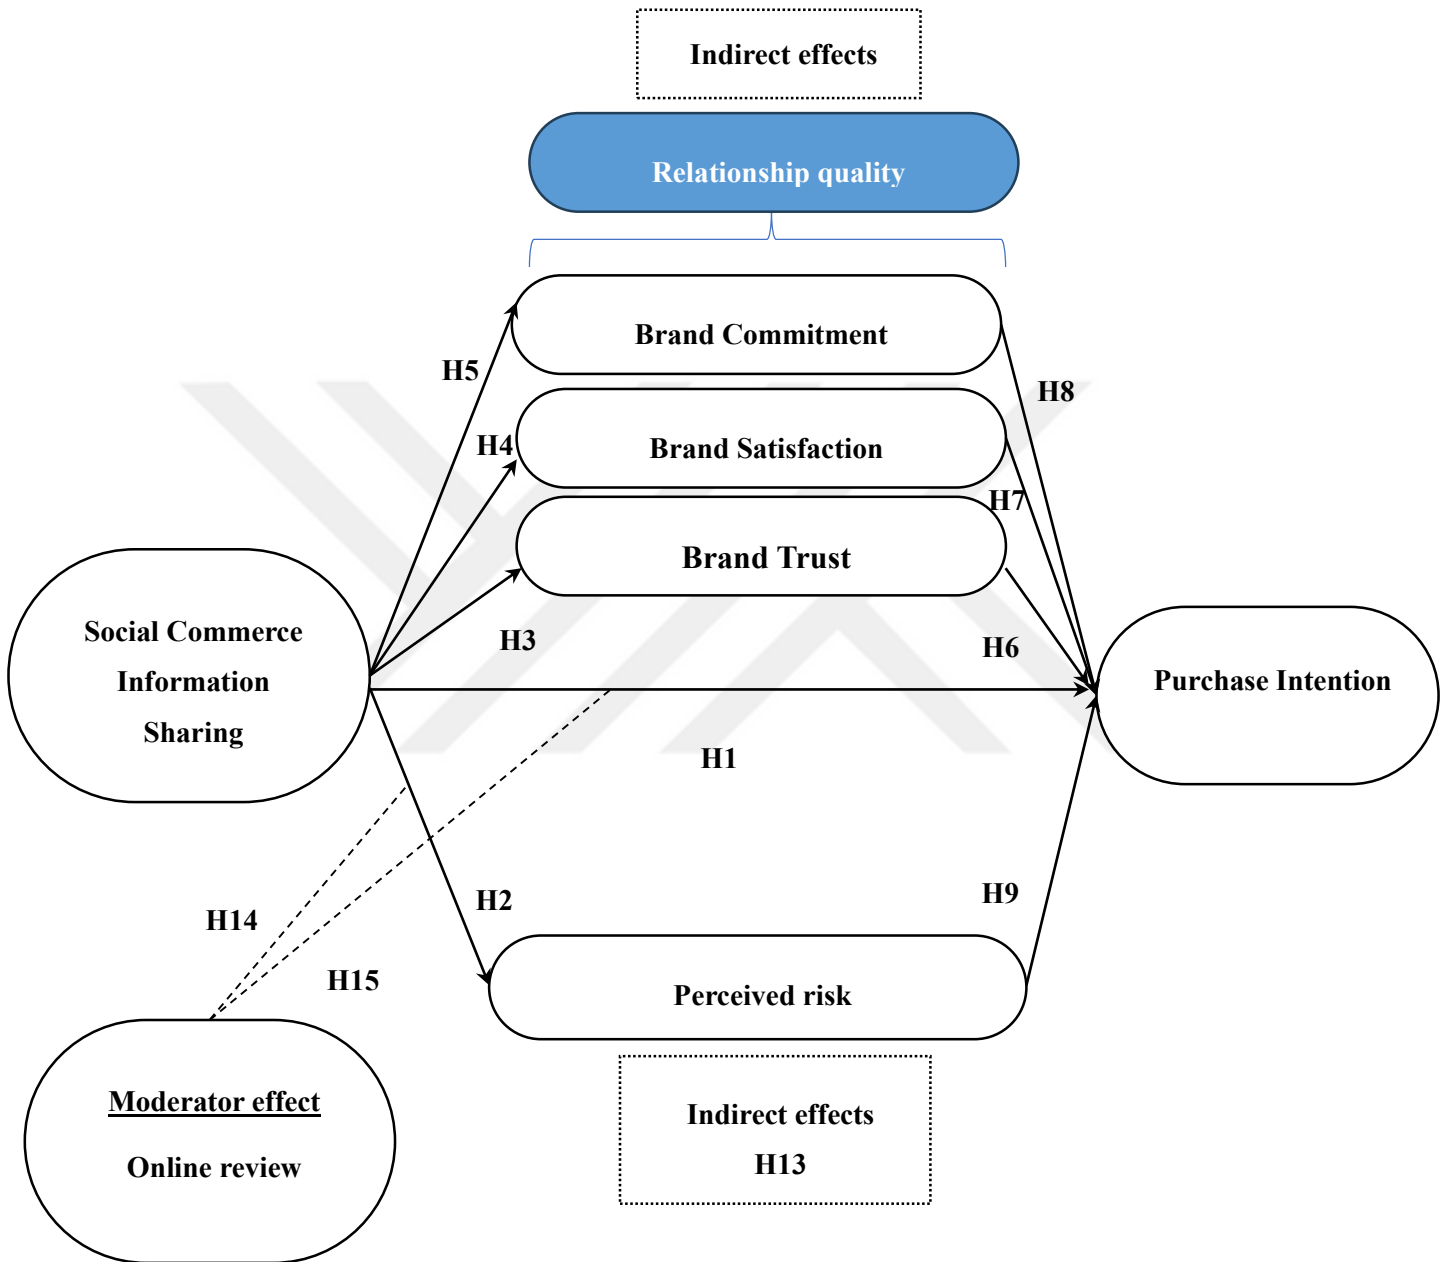 Indirect effects
Relationship quality
Brand Commitment
H5
H8
H4
Brand Satisfaction
H7
Brand Trust
Social Commerce
Information
Sharing
H3
H6
Purchase Intention
H1
H2
H9
H14
H15
Perceived risk
Moderator effect
Online review
Indirect effects
H13